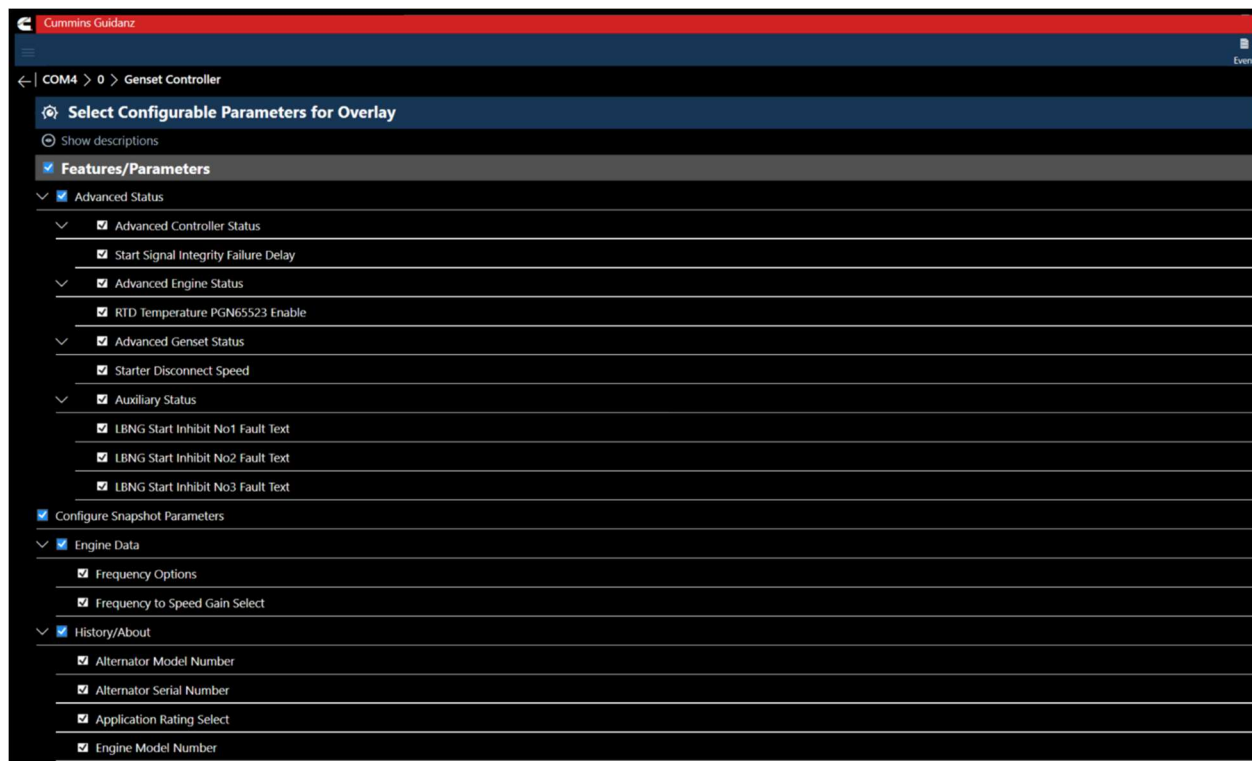 Cummins Guidanz
Even
COM4 > 0 > Genset Controller
Select Configurable Parameters for Overlay
Show descriptions
Features/Parameters
Advanced Status
Advanced Controller Status
Start Signal Integrity Failure Delay
Advanced Engine Status
RTD Temperature PGN65523 Enable
Advanced Genset Status
Starter Disconnect Speed
Auxiliary Status
LBNG Start Inhibit No1 Fault Text
LBNG Start Inhibit No2 Fault Text
LBNG Start Inhibit No3 Fault Text
Configure Snapshot Parameters
Engine Data
Frequency Options
Frequency to Speed Gain Select
History/About
Alternator Model Number
Alternator Serial Number
Application Rating Select
Engine Model Number